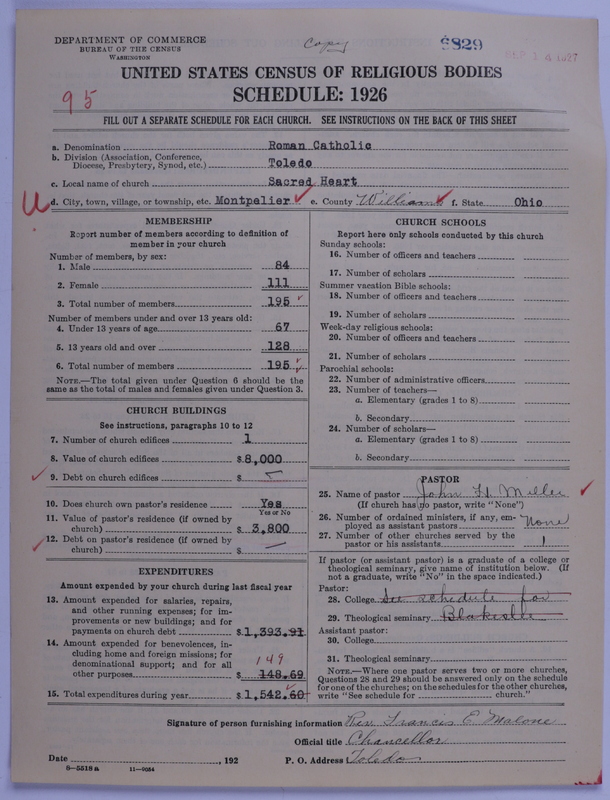 DEPARTMENT OF COMMERCE
BUREAU OF THE CENSUS
WASHINGTON
Copy
8829
UNITED STATES CENSUS OF RELIGIOUS BODIES
SCHEDULE: 1926
95
FILL OUT A SEPARATE SCHEDULE FOR EACH CHURCH. SEE INSTRUCTIONS ON THE BACK OF THIS SHEET
a. Denomination Roman Catholic
b. Division (Association, Conference,
Diocese, Presbytery, Synod, etc.) Toledo
c. Local name of church Sacred Heart
d. City, town, village, or township, etc. Montpelier e. County Williams f. State Ohio
MEMBERSHIP
Report number of members according to definition of
member in your church
Number of members, by sex:
1. Male 84
2. Female 111
3. Total number of members 195
Number of members under and over 13 years old:
4. Under 13 years of age 67
5. 13 years old and over 128
6. Total number of members 195
NOTE.—The total given under Question 6 should be the
same as the total of males and females given under Question 3.
CHURCH BUILDINGS
See instructions, paragraphs 10 to 12
7. Number of church edifices 1
8. Value of church edifices $ 8,000
9. Debt on church edifices $ —
10. Does church own pastor's residence Yes
Yes or No
11. Value of pastor's residence (if owned by
church) $ 3,800
12. Debt on pastor's residence (if owned by
church) $ —
EXPENDITURES
Amount expended by your church during last fiscal year
13. Amount expended for salaries, repairs,
and other running expenses; for im-
provements or new buildings; and for
payments on church debt $ 1,393.91
14. Amount expended for benevolences, in-
cluding home and foreign missions; for
denominational support; and for all
other purposes $ 148.69
149
15. Total expenditures during year $ 1,542.60
CHURCH SCHOOLS
Report here only schools conducted by this church
Sunday schools:
16. Number of officers and teachers
17. Number of scholars
Summer vacation Bible schools:
18. Number of officers and teachers
19. Number of scholars
Week-day religious schools:
20. Number of officers and teachers
21. Number of scholars
Parochial schools:
22. Number of administrative officers
23. Number of teachers—
a. Elementary (grades 1 to 8)
b. Secondary
24. Number of scholars—
a. Elementary (grades 1 to 8)
b. Secondary
PASTOR
25. Name of pastor John H. Miller
(If church has no pastor, write "None")
26. Number of ordained ministers, if any, em-
ployed as assistant pastors None
27. Number of other churches served by the
pastor or his assistants 1
If pastor (or assistant pastor) is a graduate of a college or
theological seminary, give name of institution below. (If
not a graduate, write "No" in the space indicated.)
Pastor:
28. College See schedule for
29. Theological seminary Blakeslee
Assistant pastor:
30. College
31. Theological seminary
NOTE.—Where one pastor serves two or more churches,
Questions 28 and 29 should be answered only on the schedule
for one of the churches; on the schedules for the other churches,
write "See schedule for church."
Signature of person furnishing information Rev. Francis E. Malone
Official title Chancellor
Date , 192 P. O. Address Toledo
8—5518 a 11—9054